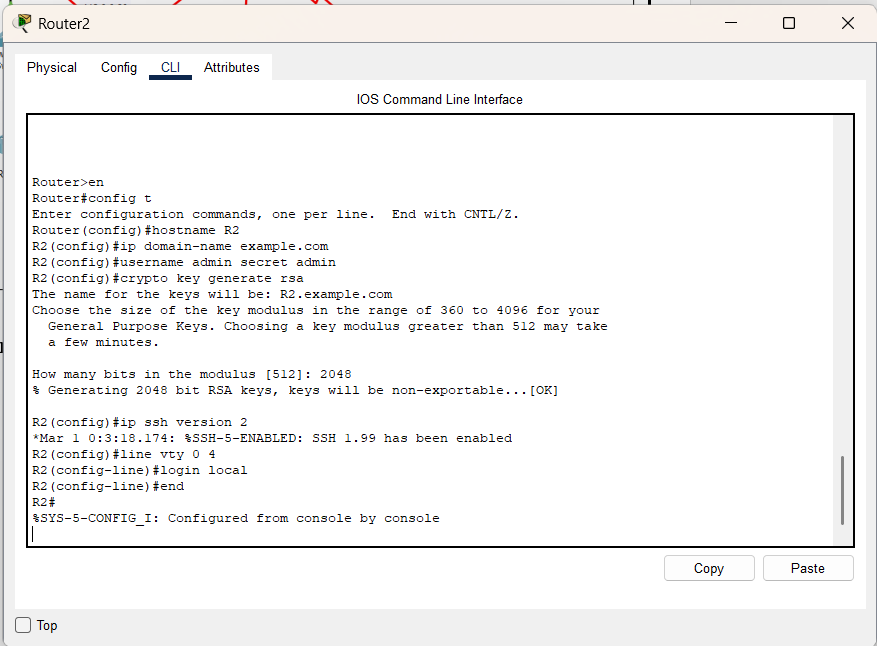 Router2
Physical Config CLI Attributes
IOS Command Line Interface
Router>en
Router#config t
Enter configuration commands, one per line.  End with CNTL/Z.
Router(config)#hostname R2
R2(config)#ip domain-name example.com
R2(config)#username admin secret admin
R2(config)#crypto key generate rsa
The name for the keys will be: R2.example.com
Choose the size of the key modulus in the range of 360 to 4096 for your
  General Purpose Keys. Choosing a key modulus greater than 512 may take
  a few minutes.
How many bits in the modulus [512]: 2048
% Generating 2048 bit RSA keys, keys will be non-exportable...[OK]
R2(config)#ip ssh version 2
*Mar 1 0:3:18.174: %SSH-5-ENABLED: SSH 1.99 has been enabled
R2(config)#line vty 0 4
R2(config-line)#login local
R2(config-line)#end
R2#
%SYS-5-CONFIG_I: Configured from console by console
Copy Paste
Top